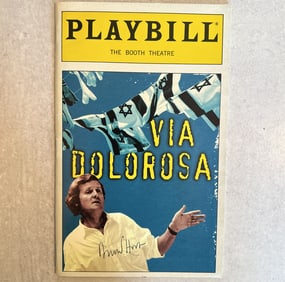 PLAYBILL
THE BOOTH THEATRE
VIA
DOLOROSA